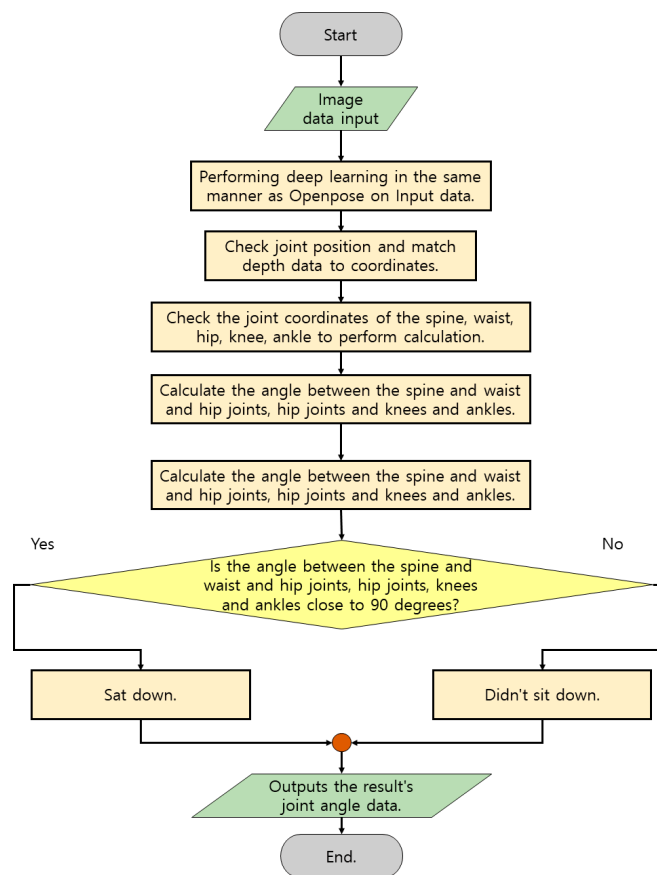 Start
Image
data input
Performing deep learning in the same
manner as Openpose on Input data.
Check joint position and match
depth data to coordinates.
Check the joint coordinates of the spine, waist,
hip, knee, ankle to perform calculation.
Calculate the angle between the spine and waist
and hip joints, hip joints and knees and ankles.
Calculate the angle between the spine and waist
and hip joints, hip joints and knees and ankles.
Yes
No
Is the angle between the spine and
waist and hip joints, hip joints, knees
and ankles close to 90 degrees?
Sat down.
Didn't sit down.
Outputs the result's
joint angle data.
End.